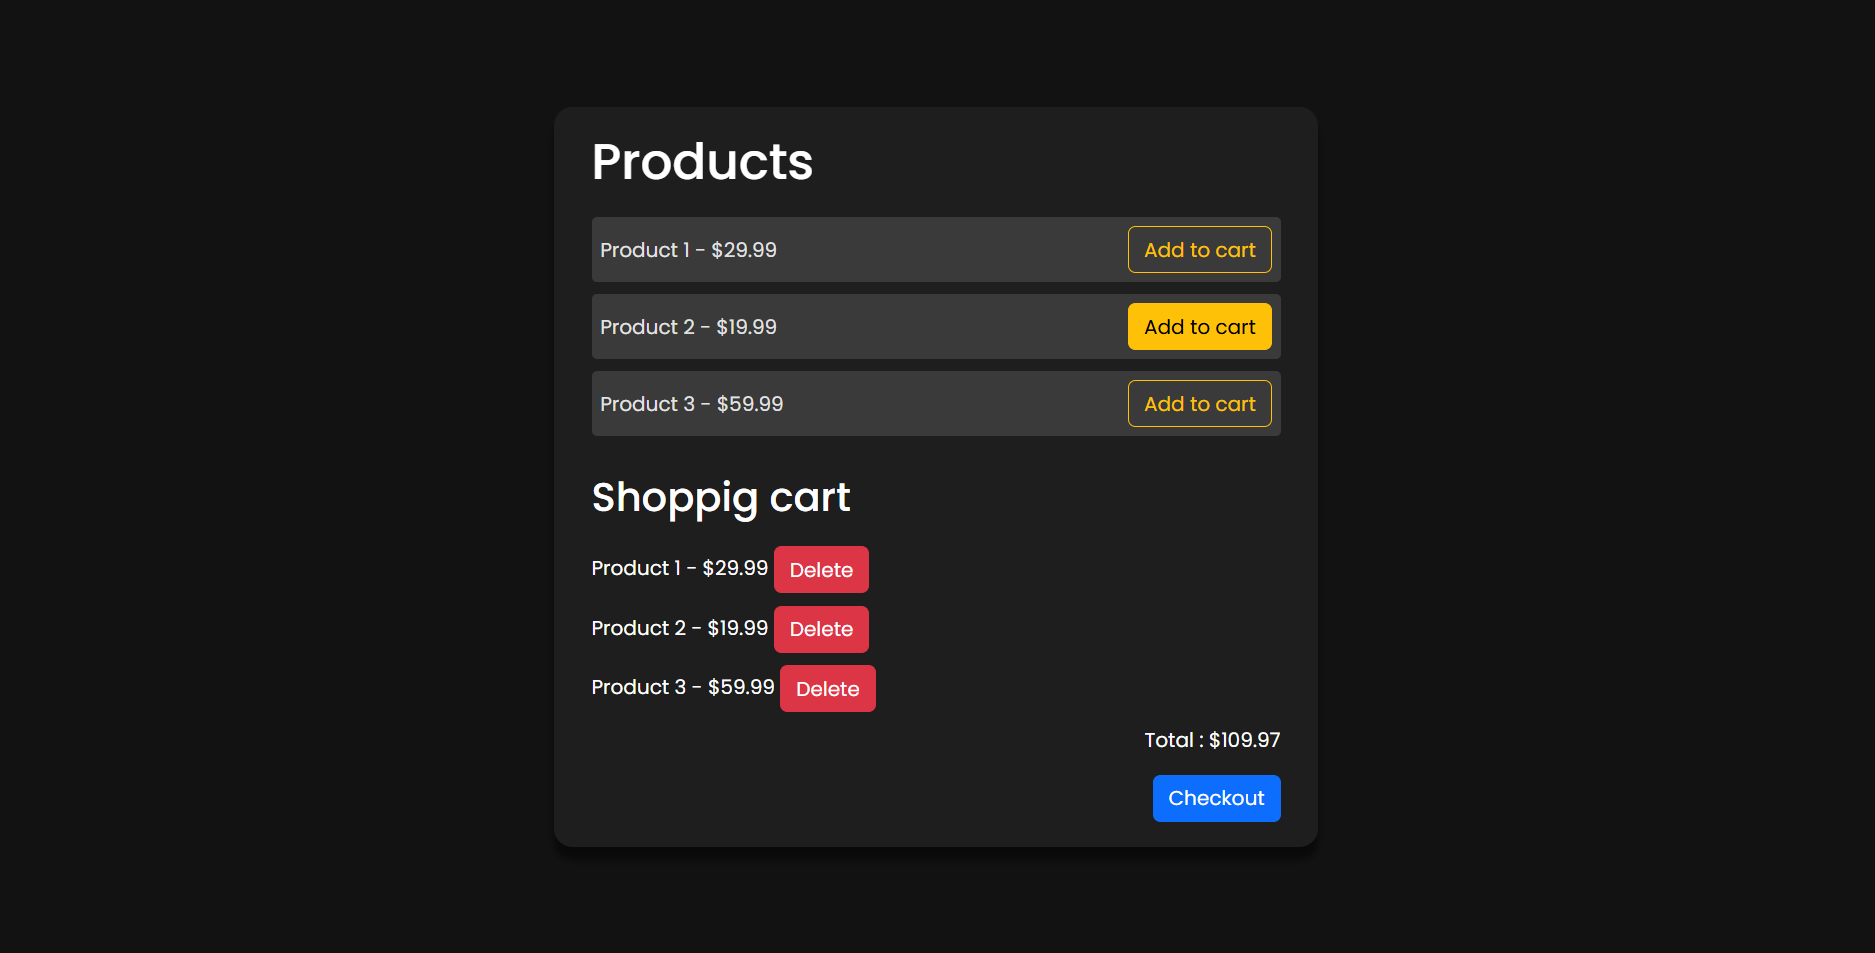 Products
Product 1 - $29.99 Add to cart
Product 2 - $19.99 Add to cart
Product 3 - $59.99 Add to cart
Shoppig cart
Product 1 - $29.99 Delete
Product 2 - $19.99 Delete
Product 3 - $59.99 Delete
Total : $109.97
Checkout